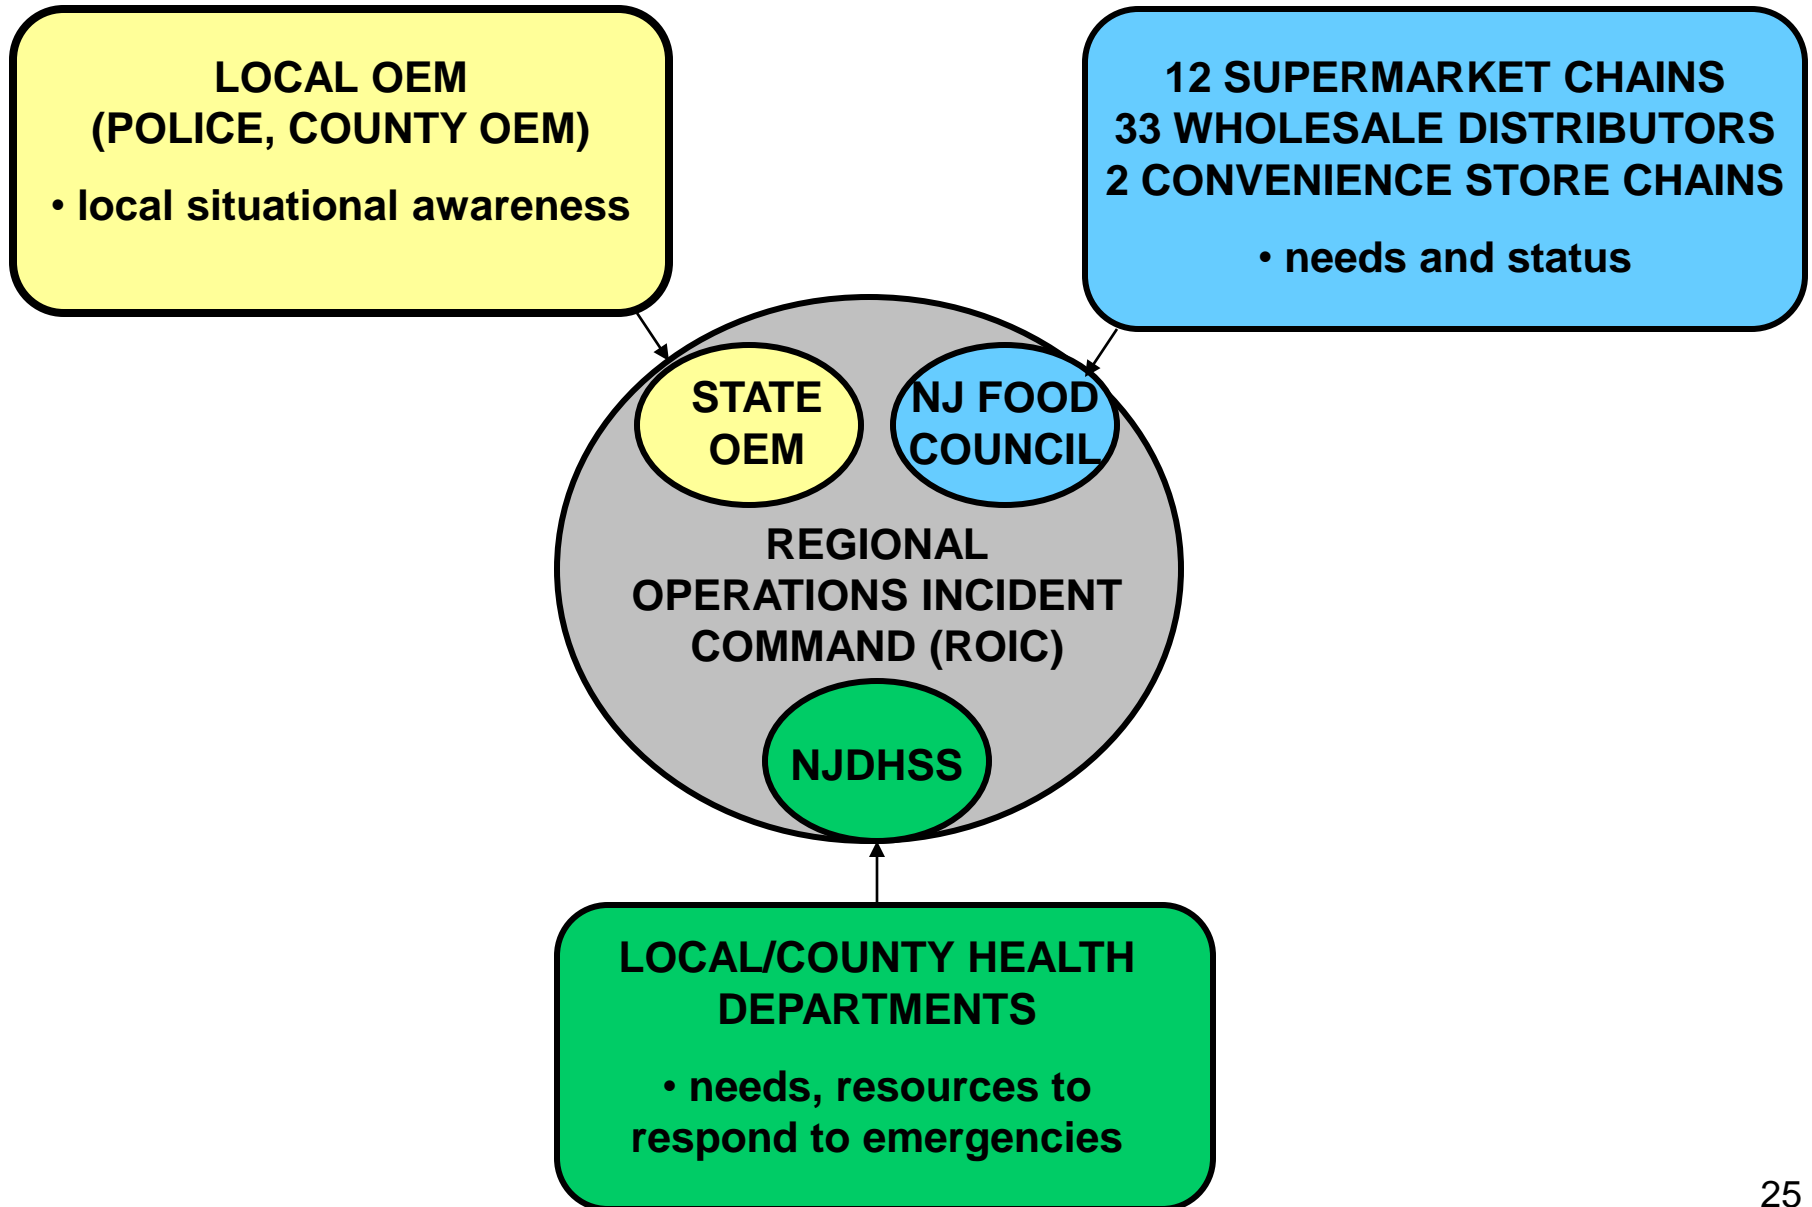 LOCAL OEM
(POLICE, COUNTY OEM)
• local situational awareness
12 SUPERMARKET CHAINS
33 WHOLESALE DISTRIBUTORS
2 CONVENIENCE STORE CHAINS
• needs and status
STATE
OEM
NJ FOOD
COUNCIL
REGIONAL
OPERATIONS INCIDENT
COMMAND (ROIC)
NJDHSS
LOCAL/COUNTY HEALTH
DEPARTMENTS
• needs, resources to
respond to emergencies
25